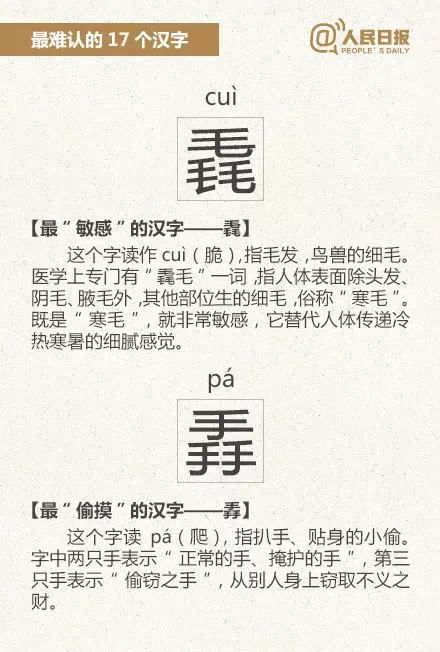 最难认的 17 个汉字
@人民日报
PEOPLE'S DAILY
cuì
毳
【最“敏感”的汉字——毳】
这个字读作 cuì（脆），指毛发，鸟兽的细毛。
医学上专门有“毳毛”一词，指人体表面除头发、
阴毛、腋毛外，其他部位生的细毛，俗称“寒毛”。
既是“寒毛”，就非常敏感，它替代人体传递冷
热寒暑的细腻感觉。
pá
掱
【最“偷摸”的汉字——掱】
这个字读 pá（爬），指扒手、贴身的小偷。
字中两只手表示“正常的手、掩护的手”，第三
只手表示“偷窃之手”，从别人身上窃取不义之
财。